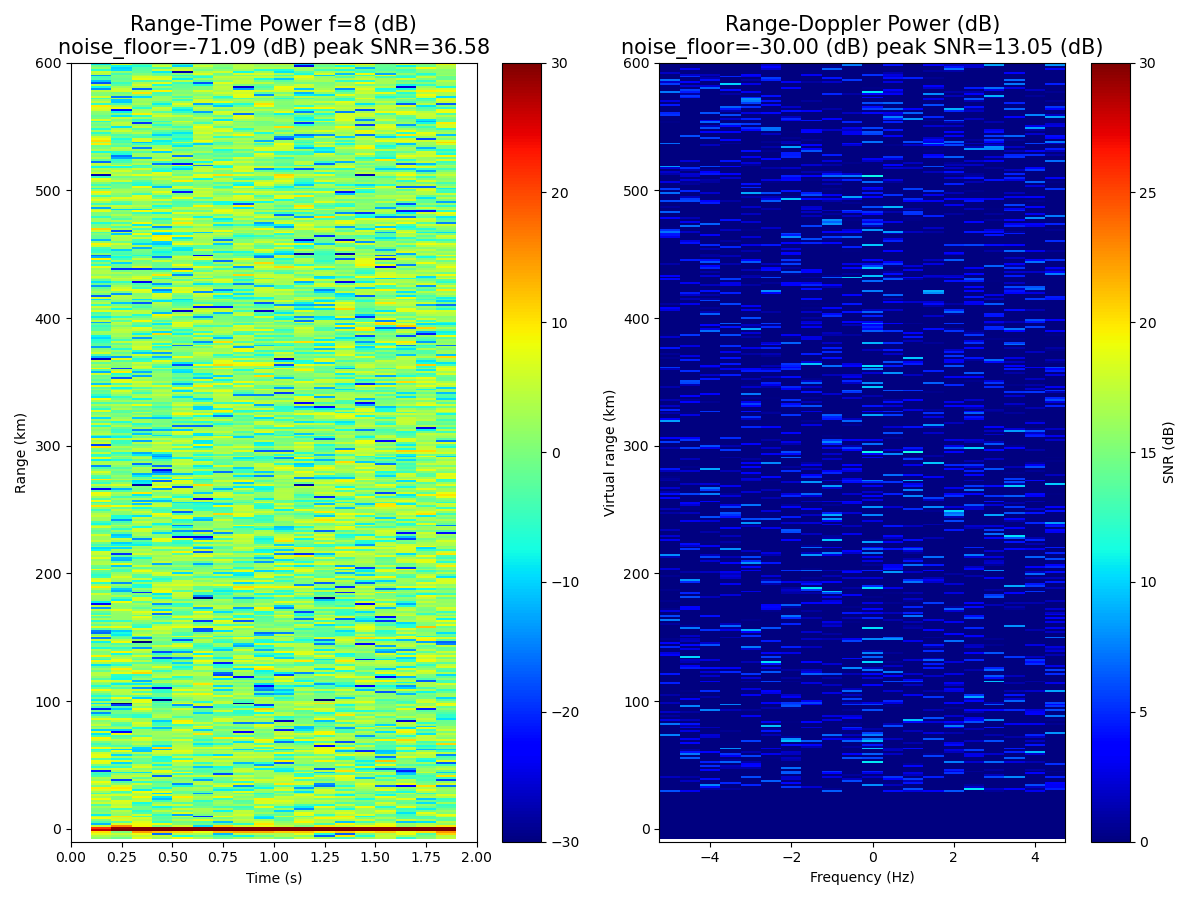 Range-Time Power f=8 (dB)
noise_floor=-71.09 (dB) peak SNR=36.58
Range-Doppler Power (dB)
noise_floor=-30.00 (dB) peak SNR=13.05 (dB)
600
500
400
300
200
100
0
Range (km)
0.00 0.25 0.50 0.75 1.00 1.25 1.50 1.75 2.00
Time (s)
30
20
10
0
−10
−20
−30
600
500
400
300
200
100
0
Virtual range (km)
−4 −2 0 2 4
Frequency (Hz)
30
25
20
15
10
5
0
SNR (dB)